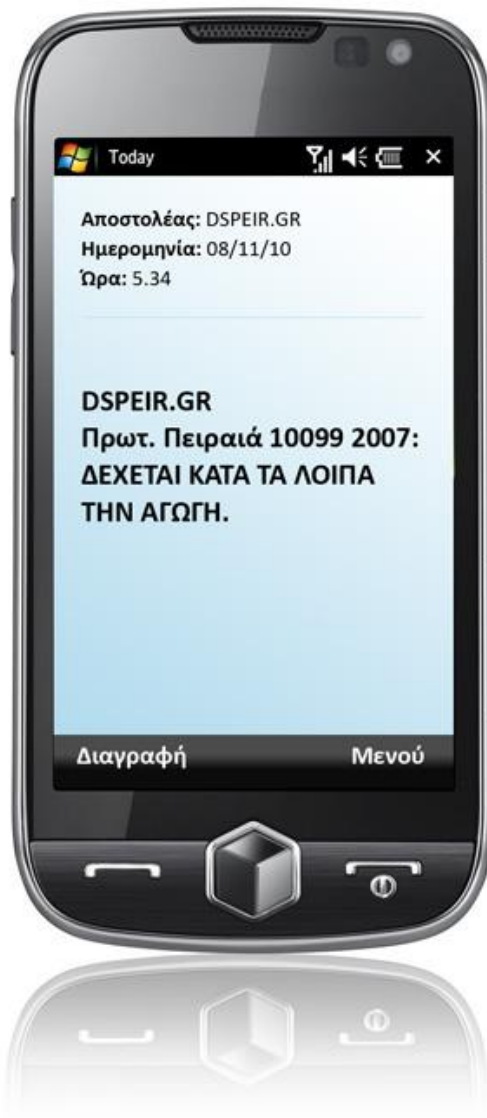 Today
Αποστολέας: DSPEIR.GR
Ημερομηνία: 08/11/10
Ώρα: 5.34
DSPEIR.GR
Πρωτ. Πειραιά 10099 2007:
ΔΕΧΕΤΑΙ ΚΑΤΑ ΤΑ ΛΟΙΠΑ
ΤΗΝ ΑΓΩΓΗ.
Διαγραφή Μενού